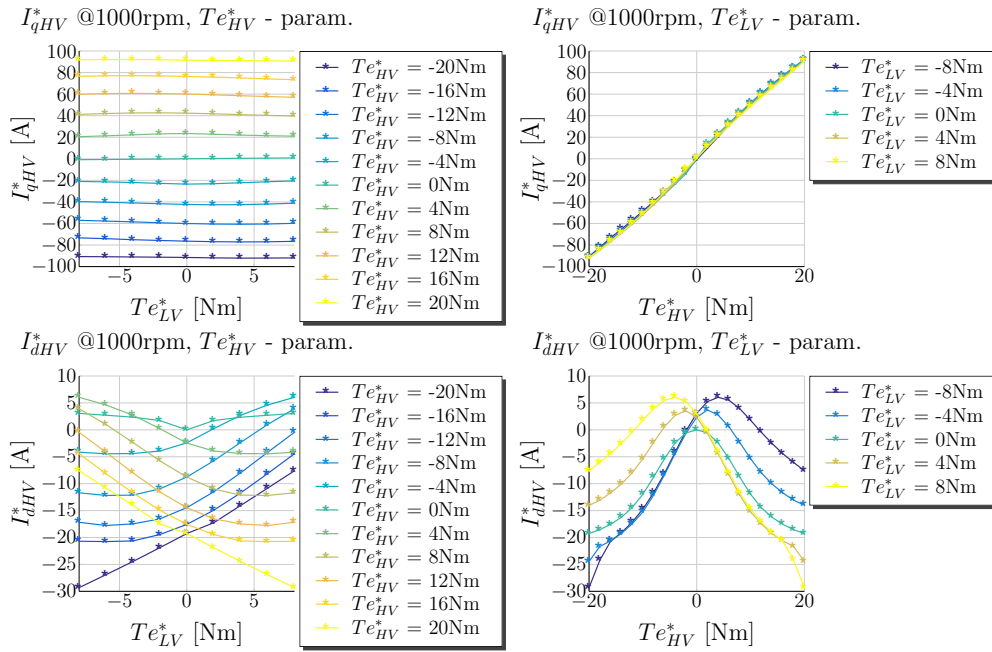 I*qHV @1000rpm, Te*HV - param.
100
80
60
40
20
0
−20
−40
−60
−80
−100
I*qHV [A]
−5
0
5
Te*LV [Nm]
Te*HV = -20Nm
Te*HV = -16Nm
Te*HV = -12Nm
Te*HV = -8Nm
Te*HV = -4Nm
Te*HV = 0Nm
Te*HV = 4Nm
Te*HV = 8Nm
Te*HV = 12Nm
Te*HV = 16Nm
Te*HV = 20Nm
I*qHV @1000rpm, Te*LV - param.
100
80
60
40
20
0
−20
−40
−60
−80
−100
I*qHV [A]
−20
0
20
Te*HV [Nm]
Te*LV = -8Nm
Te*LV = -4Nm
Te*LV = 0Nm
Te*LV = 4Nm
Te*LV = 8Nm
I*dHV @1000rpm, Te*HV - param.
10
5
0
−5
−10
−15
−20
−25
−30
I*dHV [A]
−5
0
5
Te*LV [Nm]
Te*HV = -20Nm
Te*HV = -16Nm
Te*HV = -12Nm
Te*HV = -8Nm
Te*HV = -4Nm
Te*HV = 0Nm
Te*HV = 4Nm
Te*HV = 8Nm
Te*HV = 12Nm
Te*HV = 16Nm
Te*HV = 20Nm
I*dHV @1000rpm, Te*LV - param.
10
5
0
−5
−10
−15
−20
−25
−30
I*dHV [A]
−20
0
20
Te*HV [Nm]
Te*LV = -8Nm
Te*LV = -4Nm
Te*LV = 0Nm
Te*LV = 4Nm
Te*LV = 8Nm